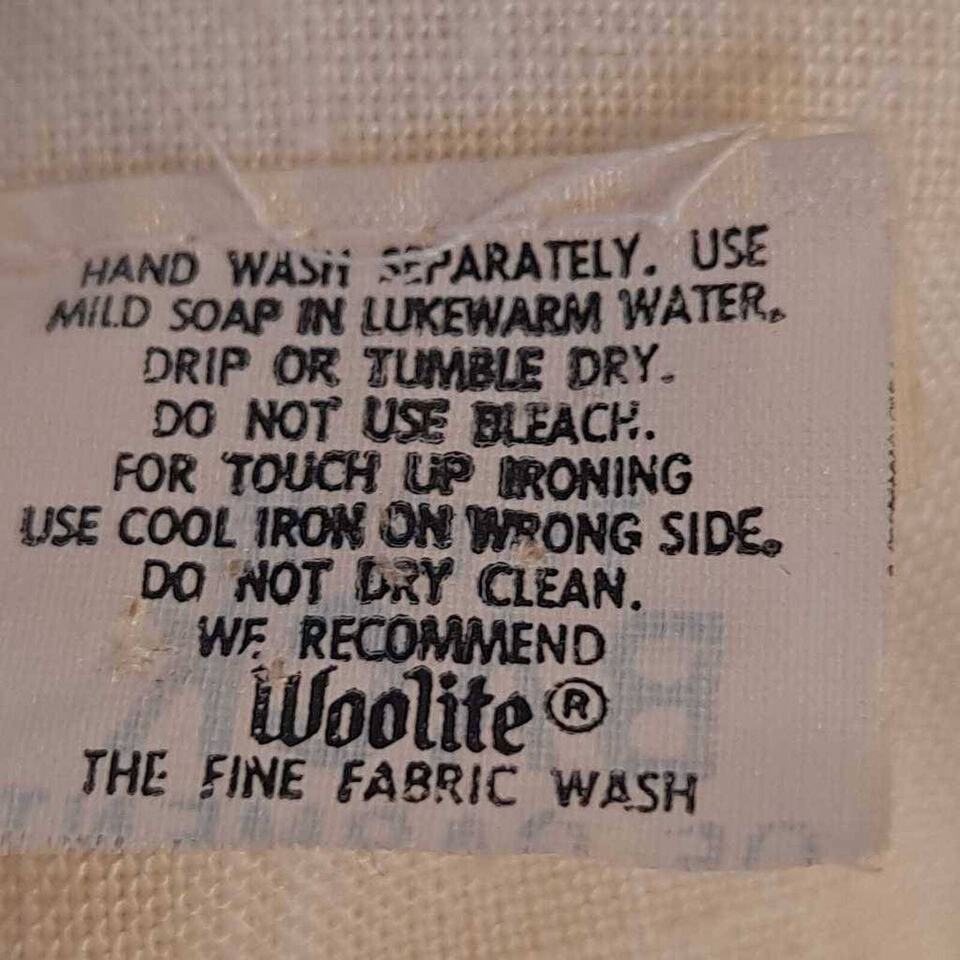 HAND WASH SEPARATELY. USE
MILD SOAP IN LUKEWARM WATER.
DRIP OR TUMBLE DRY.
DO NOT USE BLEACH.
FOR TOUCH UP IRONING
USE COOL IRON ON WRONG SIDE.
DO NOT DRY CLEAN.
WE RECOMMEND
Woolite ®
THE FINE FABRIC WASH